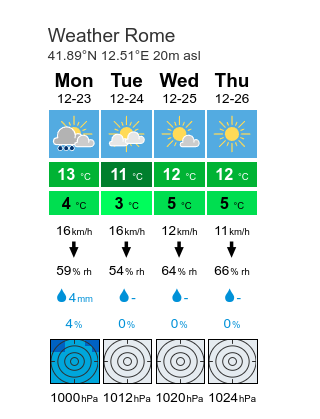 Weather Rome
41.89°N 12.51°E 20m asl
Mon Tue Wed Thu
12-23 12-24 12-25 12-26
13 °C 11 °C 12 °C 12 °C
4 °C 3 °C 5 °C 5 °C
16km/h 16km/h 12km/h 11km/h
59% rh 54% rh 64% rh 66% rh
4mm - - -
4% 0% 0% 0%
1000hPa 1012hPa 1020hPa 1024hPa